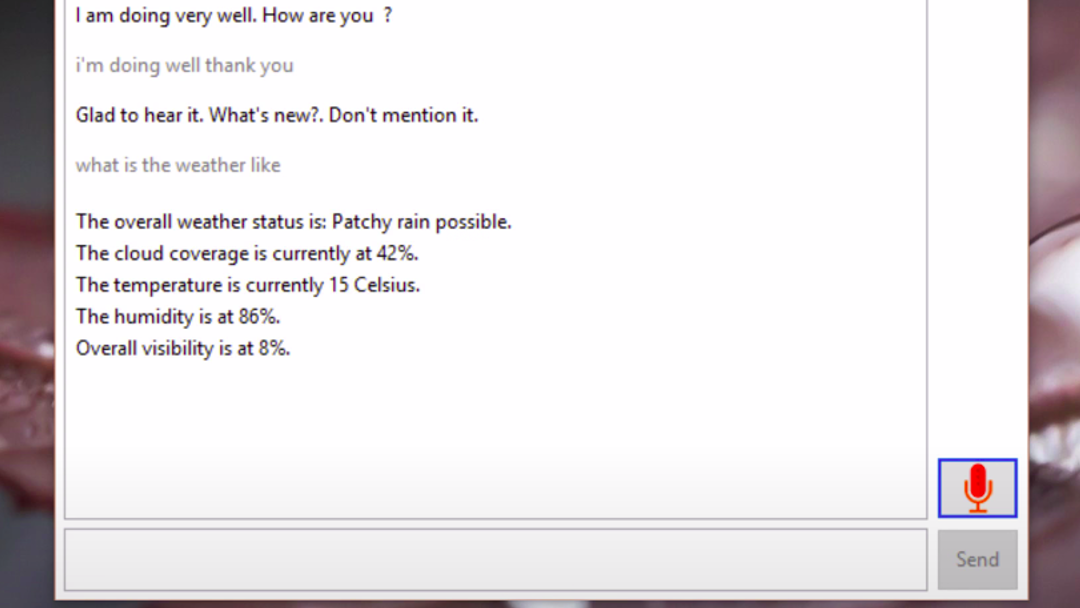 I am doing very well. How are you  ?
i'm doing well thank you
Glad to hear it. What's new?. Don't mention it.
what is the weather like
The overall weather status is: Patchy rain possible.
The cloud coverage is currently at 42%.
The temperature is currently 15 Celsius.
The humidity is at 86%.
Overall visibility is at 8%.
Send